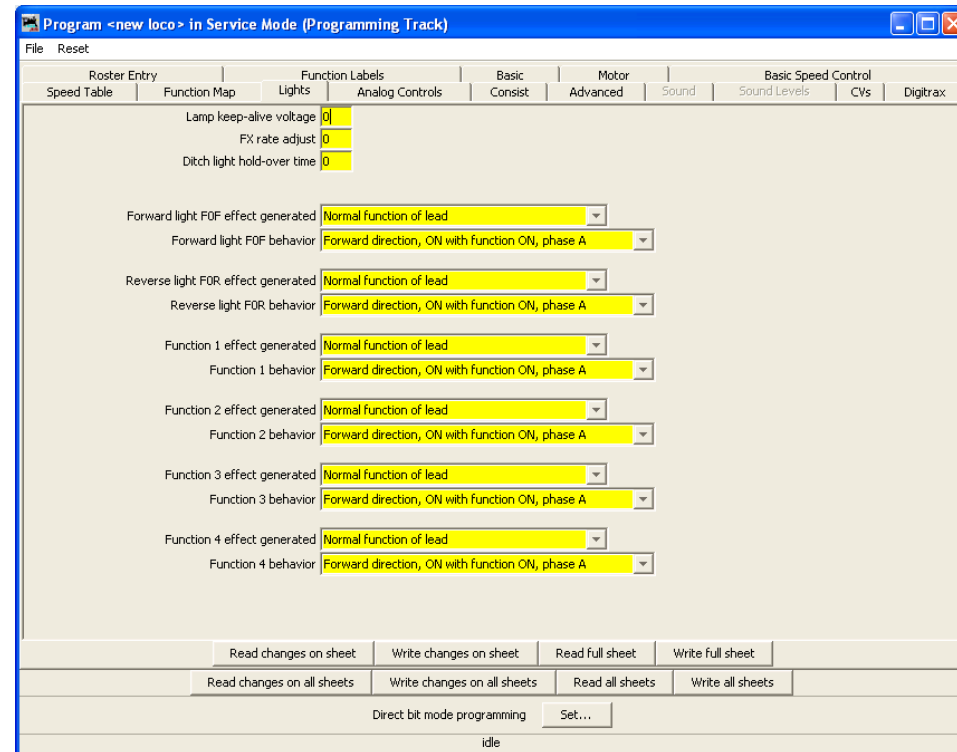 Program <new loco> in Service Mode (Programming Track)
File Reset
Roster Entry Function Labels Basic Motor Basic Speed Control
Speed Table Function Map Lights Analog Controls Consist Advanced Sound Sound Levels CVs Digitrax
Lamp keep-alive voltage 0
FX rate adjust 0
Ditch light hold-over time 0
Forward light F0F effect generated Normal function of lead
Forward light F0F behavior Forward direction, ON with function ON, phase A
Reverse light F0R effect generated Normal function of lead
Reverse light F0R behavior Forward direction, ON with function ON, phase A
Function 1 effect generated Normal function of lead
Function 1 behavior Forward direction, ON with function ON, phase A
Function 2 effect generated Normal function of lead
Function 2 behavior Forward direction, ON with function ON, phase A
Function 3 effect generated Normal function of lead
Function 3 behavior Forward direction, ON with function ON, phase A
Function 4 effect generated Normal function of lead
Function 4 behavior Forward direction, ON with function ON, phase A
Read changes on sheet Write changes on sheet Read full sheet Write full sheet
Read changes on all sheets Write changes on all sheets Read all sheets Write all sheets
Direct bit mode programming Set...
idle